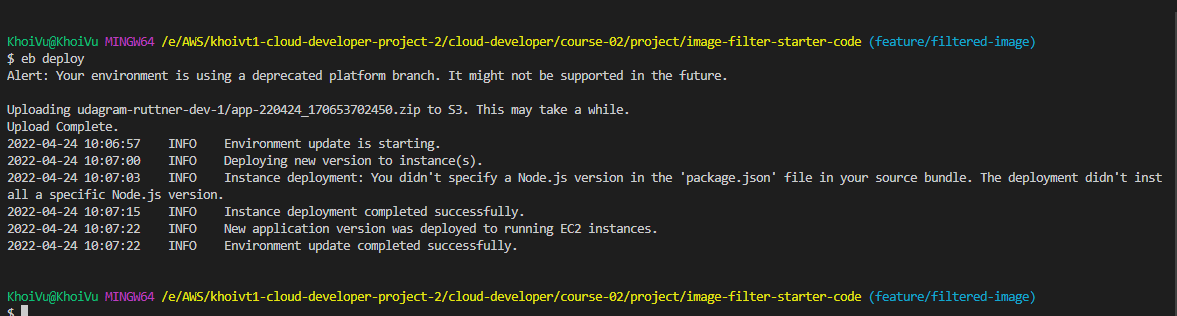 KhoiVu@KhoiVu MINGW64 /e/AWS/khoivt1-cloud-developer-project-2/cloud-developer/course-02/project/image-filter-starter-code (feature/filtered-image)
$ eb deploy
Alert: Your environment is using a deprecated platform branch. It might not be supported in the future.
Uploading udagram-ruttner-dev-1/app-220424_170653702450.zip to S3. This may take a while.
Upload Complete.
2022-04-24 10:06:57    INFO    Environment update is starting.
2022-04-24 10:07:00    INFO    Deploying new version to instance(s).
2022-04-24 10:07:03    INFO    Instance deployment: You didn't specify a Node.js version in the 'package.json' file in your source bundle. The deployment didn't inst
all a specific Node.js version.
2022-04-24 10:07:15    INFO    Instance deployment completed successfully.
2022-04-24 10:07:22    INFO    New application version was deployed to running EC2 instances.
2022-04-24 10:07:22    INFO    Environment update completed successfully.
KhoiVu@KhoiVu MINGW64 /e/AWS/khoivt1-cloud-developer-project-2/cloud-developer/course-02/project/image-filter-starter-code (feature/filtered-image)
$